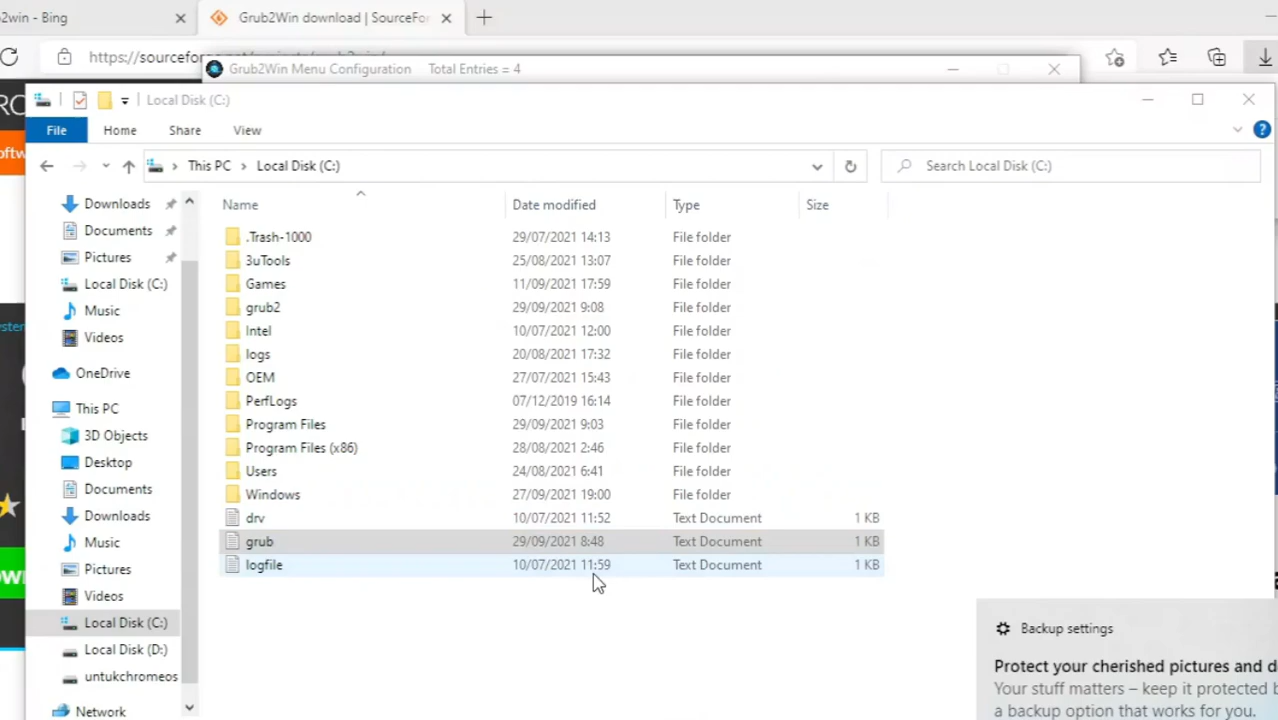 2win - Bing
Grub2Win download | SourceFo
https://sourceforge.net/projects/grub2win/
Grub2Win Menu Configuration Total Entries = 4
Local Disk (C:)
File Home Share View
This PC Local Disk (C:)
Search Local Disk (C:)
Name Date modified Type Size
Downloads
Documents
Pictures
Local Disk (C:)
Music
Videos
OneDrive
This PC
3D Objects
Desktop
Documents
Downloads
Music
Pictures
Videos
Local Disk (C:)
Local Disk (D:)
untukchromeos
Network
.Trash-1000 29/07/2021 14:13 File folder
3uTools 25/08/2021 13:07 File folder
Games 11/09/2021 17:59 File folder
grub2 29/09/2021 9:08 File folder
Intel 10/07/2021 12:00 File folder
logs 20/08/2021 17:32 File folder
OEM 27/07/2021 15:43 File folder
PerfLogs 07/12/2019 16:14 File folder
Program Files 29/09/2021 9:03 File folder
Program Files (x86) 28/08/2021 2:46 File folder
Users 24/08/2021 6:41 File folder
Windows 27/09/2021 19:00 File folder
drv 10/07/2021 11:52 Text Document 1 KB
grub 29/09/2021 8:48 Text Document 1 KB
logfile 10/07/2021 11:59 Text Document 1 KB
Backup settings
Protect your cherished pictures and d
Your stuff matters – keep it protected b
a backup option that works for you.